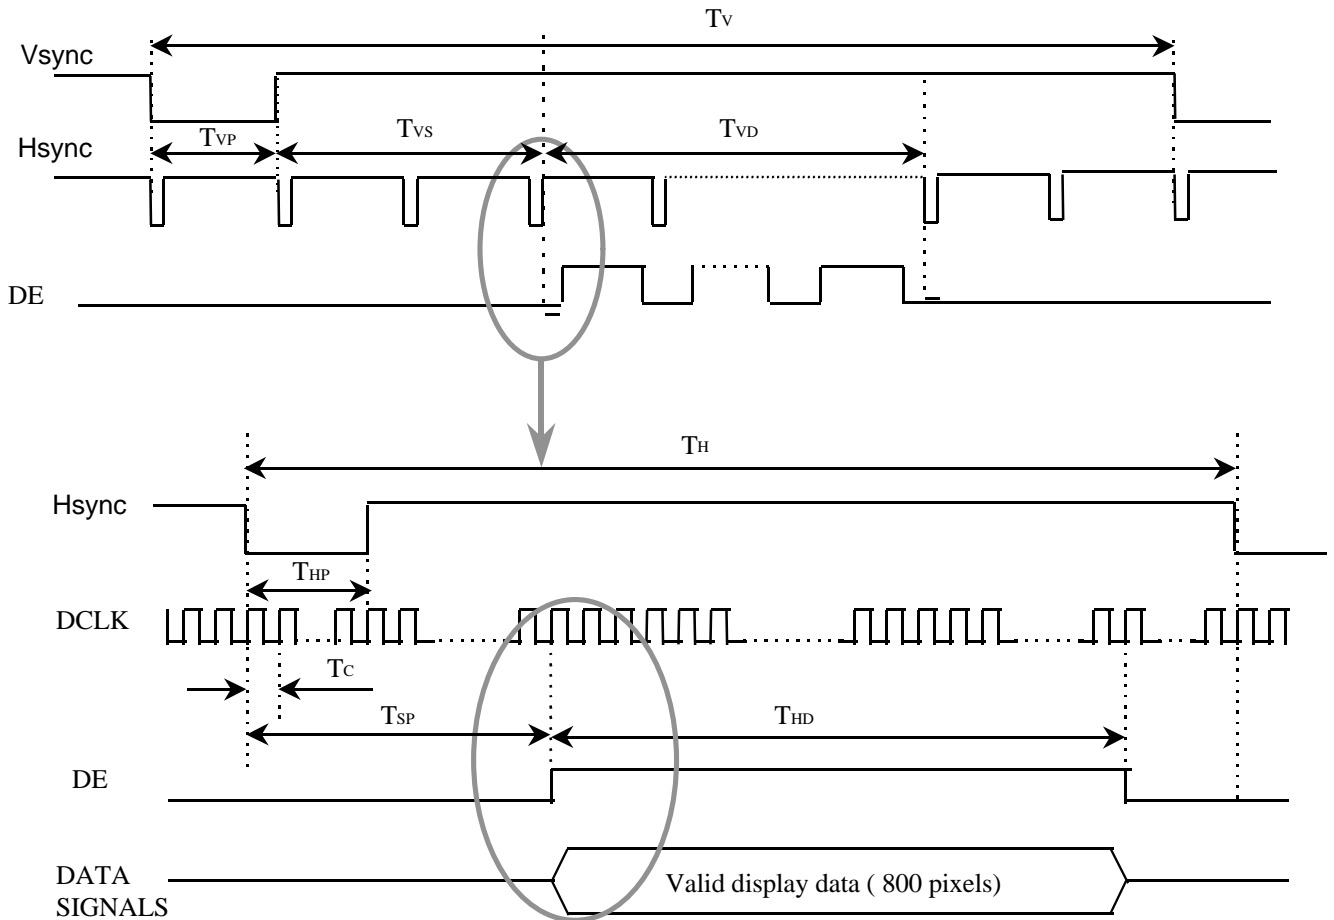 TV
Vsync
TVP
TVS
TVD
Hsync
DE
TH
Hsync
THP
DCLK
TC
TSP
THD
DE
DATA
SIGNALS
Valid display data ( 800 pixels)